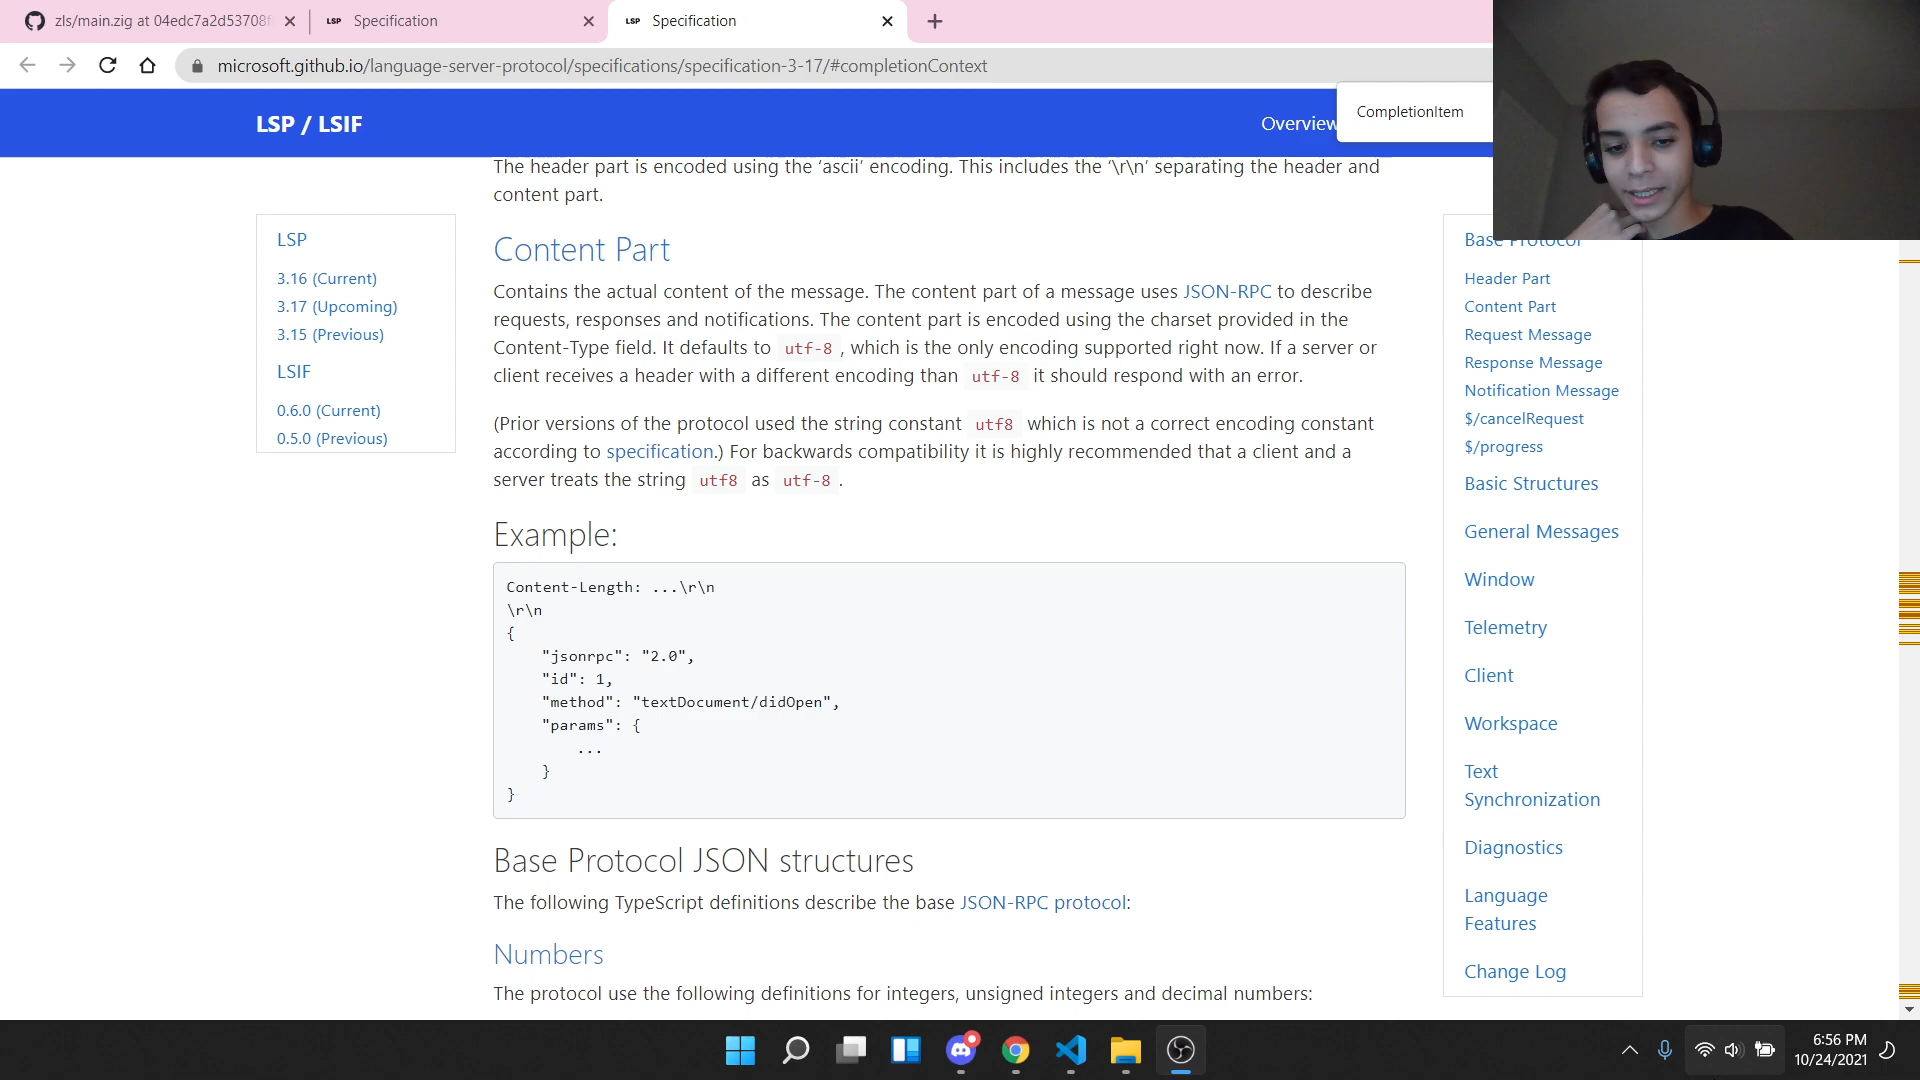 zls/main.zig at 04edc7a2d53708f
LSP Specification
LSP Specification
microsoft.github.io/language-server-protocol/specifications/specification-3-17/#completionContext
LSP / LSIF
Overview
CompletionItem
The header part is encoded using the ‘ascii’ encoding. This includes the ‘\r\n’ separating the header and
content part.
LSP
3.16 (Current)
3.17 (Upcoming)
3.15 (Previous)
LSIF
0.6.0 (Current)
0.5.0 (Previous)
Content Part
Contains the actual content of the message. The content part of a message uses JSON-RPC to describe
requests, responses and notifications. The content part is encoded using the charset provided in the
Content-Type field. It defaults to utf-8 , which is the only encoding supported right now. If a server or
client receives a header with a different encoding than utf-8 it should respond with an error.
(Prior versions of the protocol used the string constant utf8 which is not a correct encoding constant
according to specification.) For backwards compatibility it is highly recommended that a client and a
server treats the string utf8 as utf-8 .
Example:
Content-Length: ...\r\n
\r\n
{
"jsonrpc": "2.0",
"id": 1,
"method": "textDocument/didOpen",
"params": {
...
}
}
Base Protocol JSON structures
The following TypeScript definitions describe the base JSON-RPC protocol:
Numbers
The protocol use the following definitions for integers, unsigned integers and decimal numbers:
Base Protocol
Header Part
Content Part
Request Message
Response Message
Notification Message
$/cancelRequest
$/progress
Basic Structures
General Messages
Window
Telemetry
Client
Workspace
Text
Synchronization
Diagnostics
Language
Features
Change Log
6:56 PM
10/24/2021